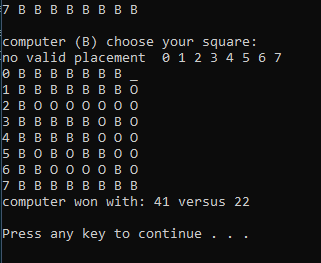 7 B B B B B B B B
computer (B) choose your square:
no valid placement  0 1 2 3 4 5 6 7
0 B B B B B B B _
1 B B B B B B B O
2 B O O O O O O O
3 B B B B B O B O
4 B B B B B O O O
5 B O B O B B O O
6 B B O O O O B O
7 B B B B B B B B
computer won with: 41 versus 22
Press any key to continue . . .